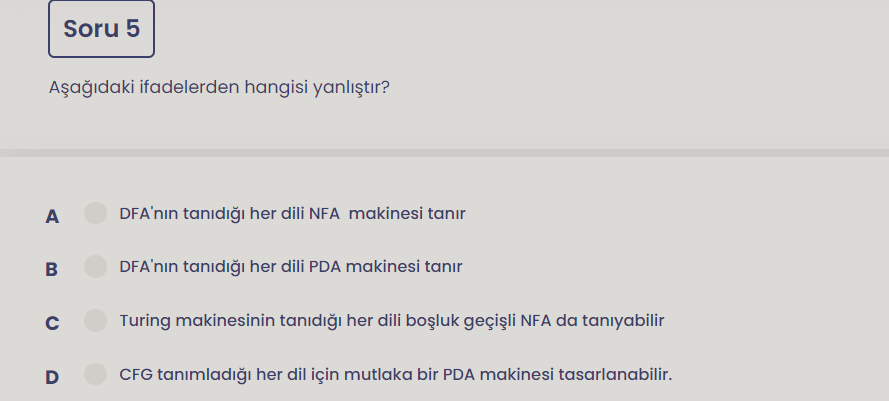 Soru 5
Aşağıdaki ifadelerden hangisi yanlıştır?
A DFA'nın tanıdığı her dili NFA makinesi tanır
B DFA'nın tanıdığı her dili PDA makinesi tanır
C Turing makinesinin tanıdığı her dili boşluk geçişli NFA da tanıyabilir
D CFG tanımladığı her dil için mutlaka bir PDA makinesi tasarlanabilir.